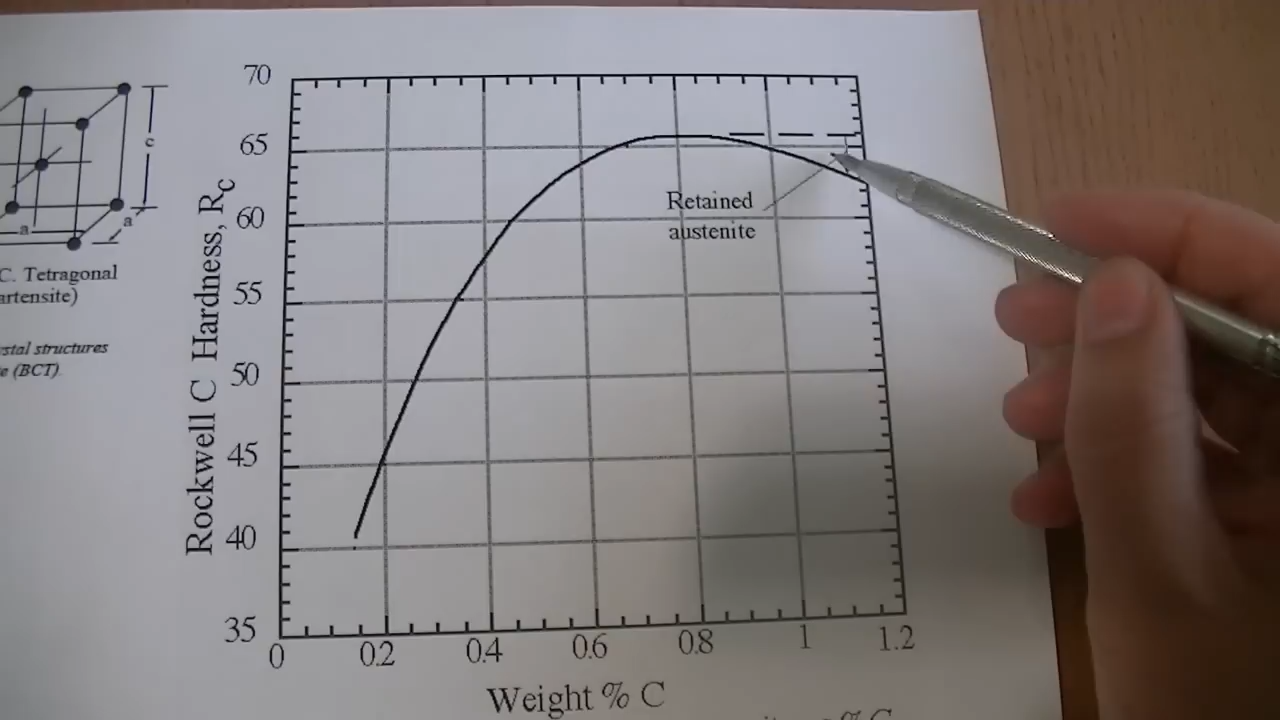 c
a
a
C. Tetragonal
artensite)
stal structures
e (BCT).
Rockwell C Hardness, Rc
70
65
60
55
50
45
40
35
Retained
austenite
0 0.2 0.4 0.6 0.8 1 1.2
Weight % C
% C